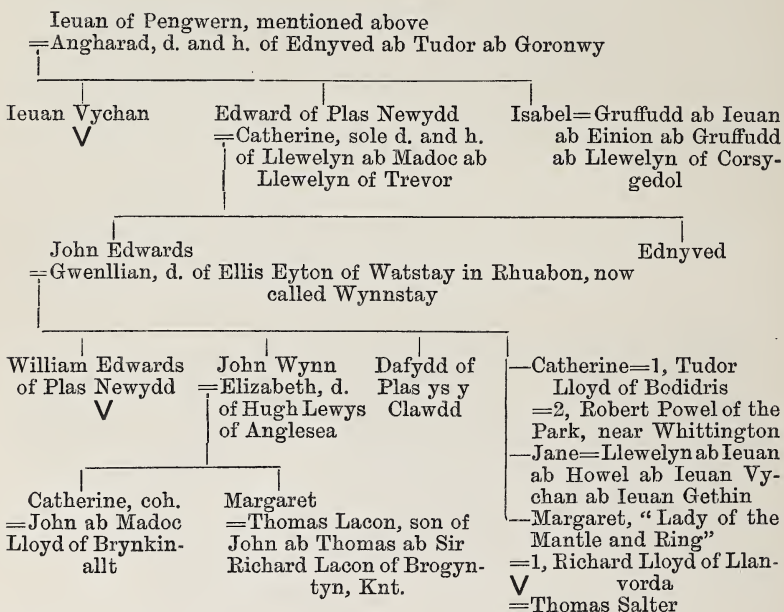 Ieuan of Pengwern, mentioned above
=Angharad, d. and h. of Ednyved ab Tudor ab Goronwy
Ieuan Vychan
V
Edward of Plas Newydd
=Catherine, sole d. and h.
of Llewelyn ab Madoc ab
Llewelyn of Trevor
Isabel=Gruffudd ab Ieuan
ab Einion ab Gruffudd
ab Llewelyn of Corsy-
gedol
John Edwards
=Gwenllian, d. of Ellis Eyton of Watstay in Rhuabon, now
called Wynnstay
Ednyved
William Edwards
of Plas Newydd
V
John Wynn
=Elizabeth, d.
of Hugh Lewys
of Anglesea
Dafydd of
Plas ys y
Clawdd
—Catherine=1, Tudor
Lloyd of Bodidris
=2, Robert Powel of the
Park, near Whittington
—Jane=Llewelyn ab Ieuan
ab Howel ab Ieuan Vy-
chan ab Ieuan Gethin
—Margaret, “Lady of the
Mantle and Ring”
=1, Richard Lloyd of Llan-
V vorda
=Thomas Salter
Catherine, coh.
=John ab Madoc
Lloyd of Brynkin-
allt
Margaret
=Thomas Lacon, son of
John ab Thomas ab Sir
Richard Lacon of Brogyn-
tyn, Knt.